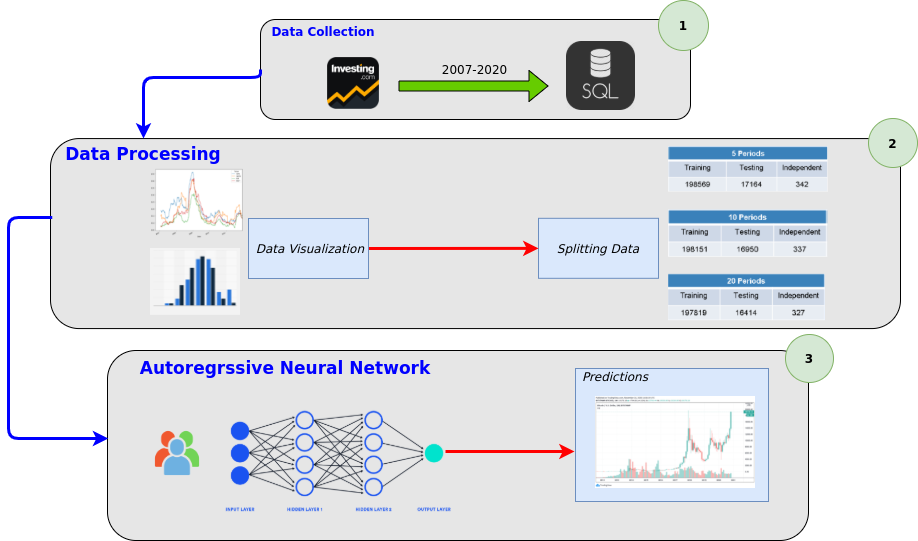 Data Collection
1
Investing
.com
2007-2020
SQL
Data Processing
2
5 Periods
Training Testing Independent
198569 17164 342
Data Visualization
Splitting Data
10 Periods
Training Testing Independent
198151 16950 337
20 Periods
Training Testing Independent
197819 16414 327
3
Autoregrssive Neural Network
Predictions
INPUT LAYER HIDDEN LAYER 1 HIDDEN LAYER 2 OUTPUT LAYER